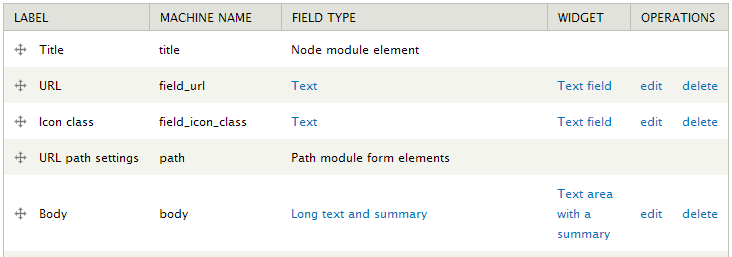 LABEL MACHINE NAME FIELD TYPE WIDGET OPERATIONS
Title title Node module element
URL field_url Text Text field edit delete
Icon class field_icon_class Text Text field edit delete
URL path settings path Path module form elements
Body body Long text and summary Text area with a summary edit delete